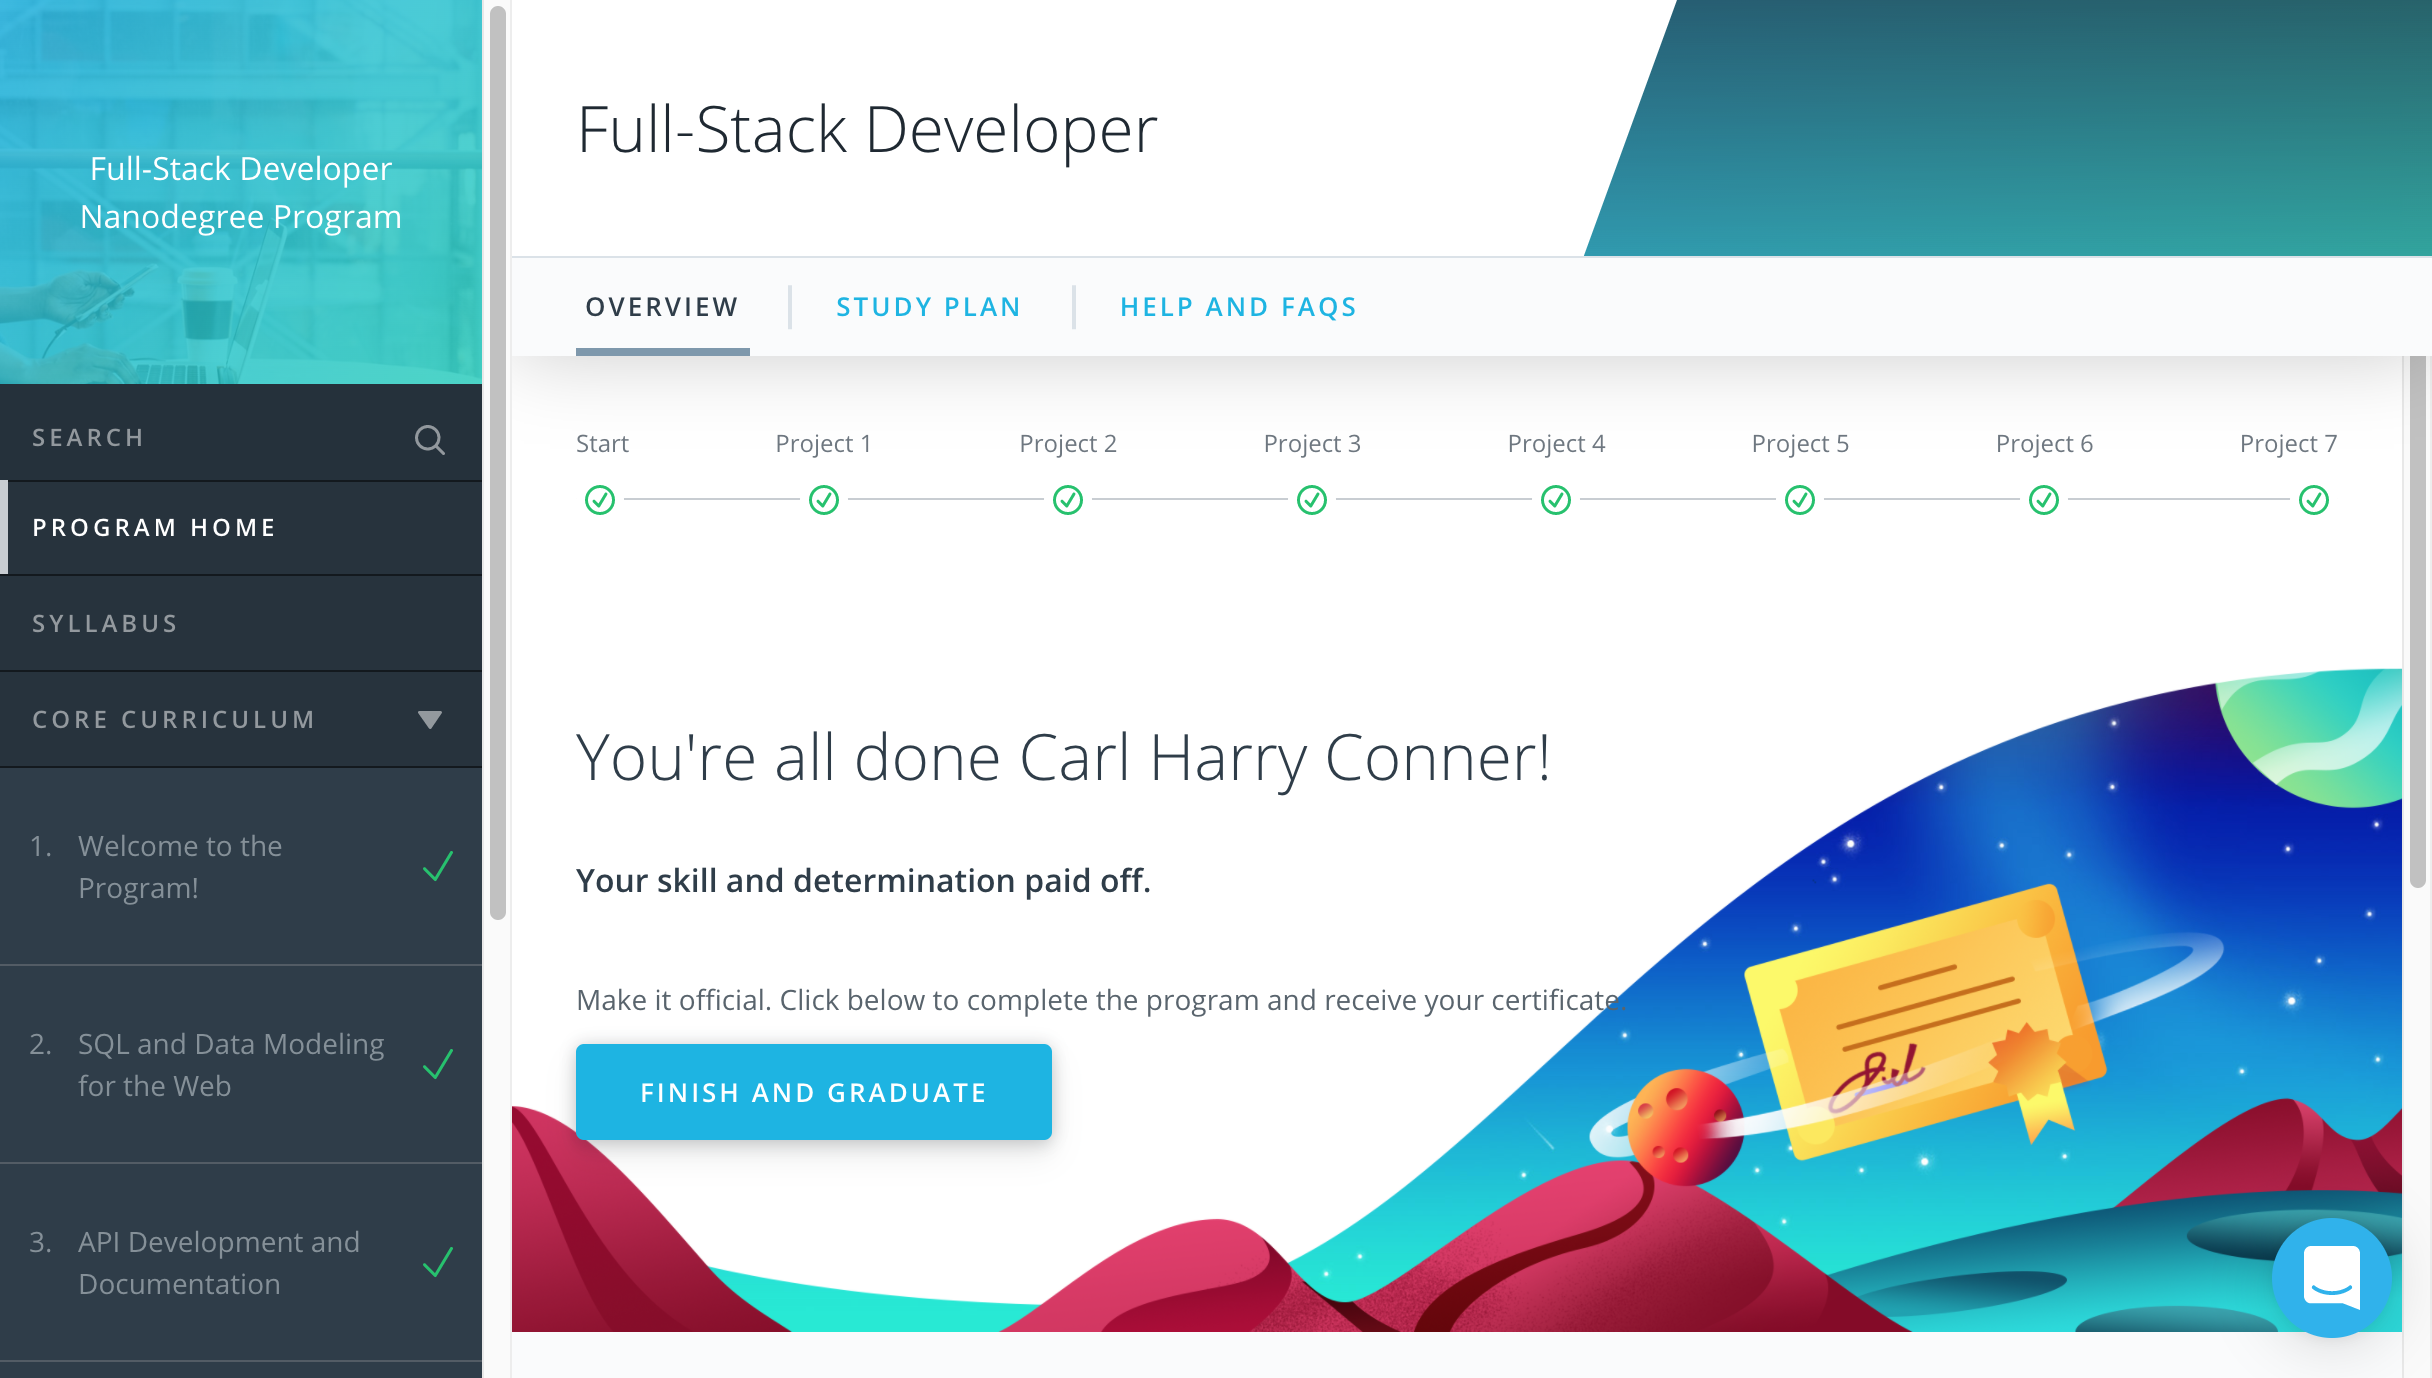 Full-Stack Developer
Nanodegree Program
SEARCH
PROGRAM HOME
SYLLABUS
CORE CURRICULUM
1. Welcome to the
Program!
2. SQL and Data Modeling
for the Web
3. API Development and
Documentation
Full-Stack Developer
OVERVIEW
STUDY PLAN
HELP AND FAQS
Start
Project 1
Project 2
Project 3
Project 4
Project 5
Project 6
Project 7
You're all done Carl Harry Conner!
Your skill and determination paid off.
Make it official. Click below to complete the program and receive your certificate.
FINISH AND GRADUATE